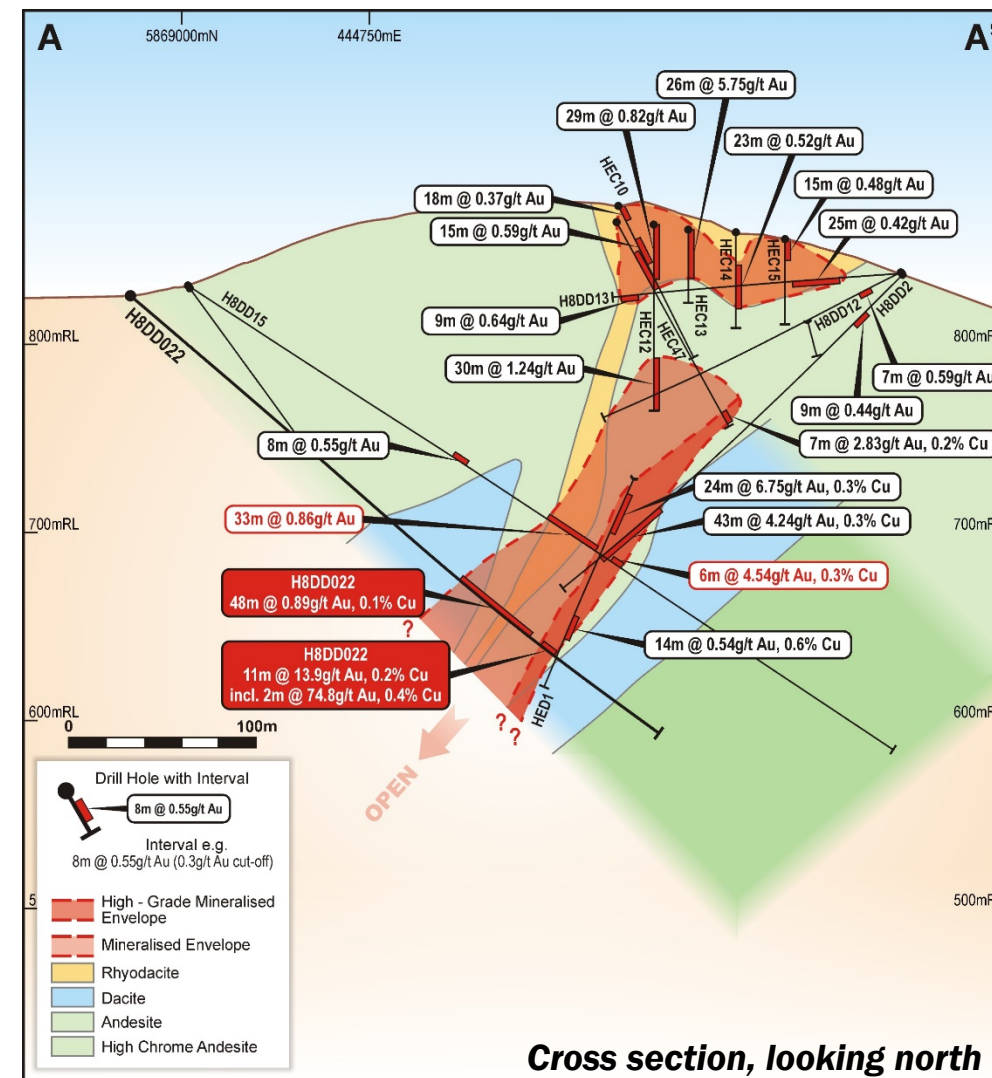 A
5869000mN
444750mE
A'
26m @ 5.75g/t Au
29m @ 0.82g/t Au
23m @ 0.52g/t Au
HEC10
15m @ 0.48g/t Au
18m @ 0.37g/t Au
25m @ 0.42g/t Au
15m @ 0.59g/t Au
HEC14
HEC15
H8DD15
H8DD13
H8DD12
H8DD2
H8DD022
9m @ 0.64g/t Au
HEC12
HEC47
HEC13
800mRL
800mR
30m @ 1.24g/t Au
7m @ 0.59g/t Au
9m @ 0.44g/t Au
8m @ 0.55g/t Au
7m @ 2.83g/t Au, 0.2% Cu
24m @ 6.75g/t Au, 0.3% Cu
700mRL
700mR
33m @ 0.86g/t Au
43m @ 4.24g/t Au, 0.3% Cu
6m @ 4.54g/t Au, 0.3% Cu
H8DD022
48m @ 0.89g/t Au, 0.1% Cu
?
14m @ 0.54g/t Au, 0.6% Cu
H8DD022
11m @ 13.9g/t Au, 0.2% Cu
incl. 2m @ 74.8g/t Au, 0.4% Cu
HED1
600mRL
600mR
? ?
0 100m
OPEN
Drill Hole with Interval
8m @ 0.55g/t Au
Interval e.g.
8m @ 0.55g/t Au (0.3g/t Au cut-off)
5
500mR
High - Grade Mineralised
Envelope
Mineralised Envelope
Rhyodacite
Dacite
Andesite
High Chrome Andesite
Cross section, looking north